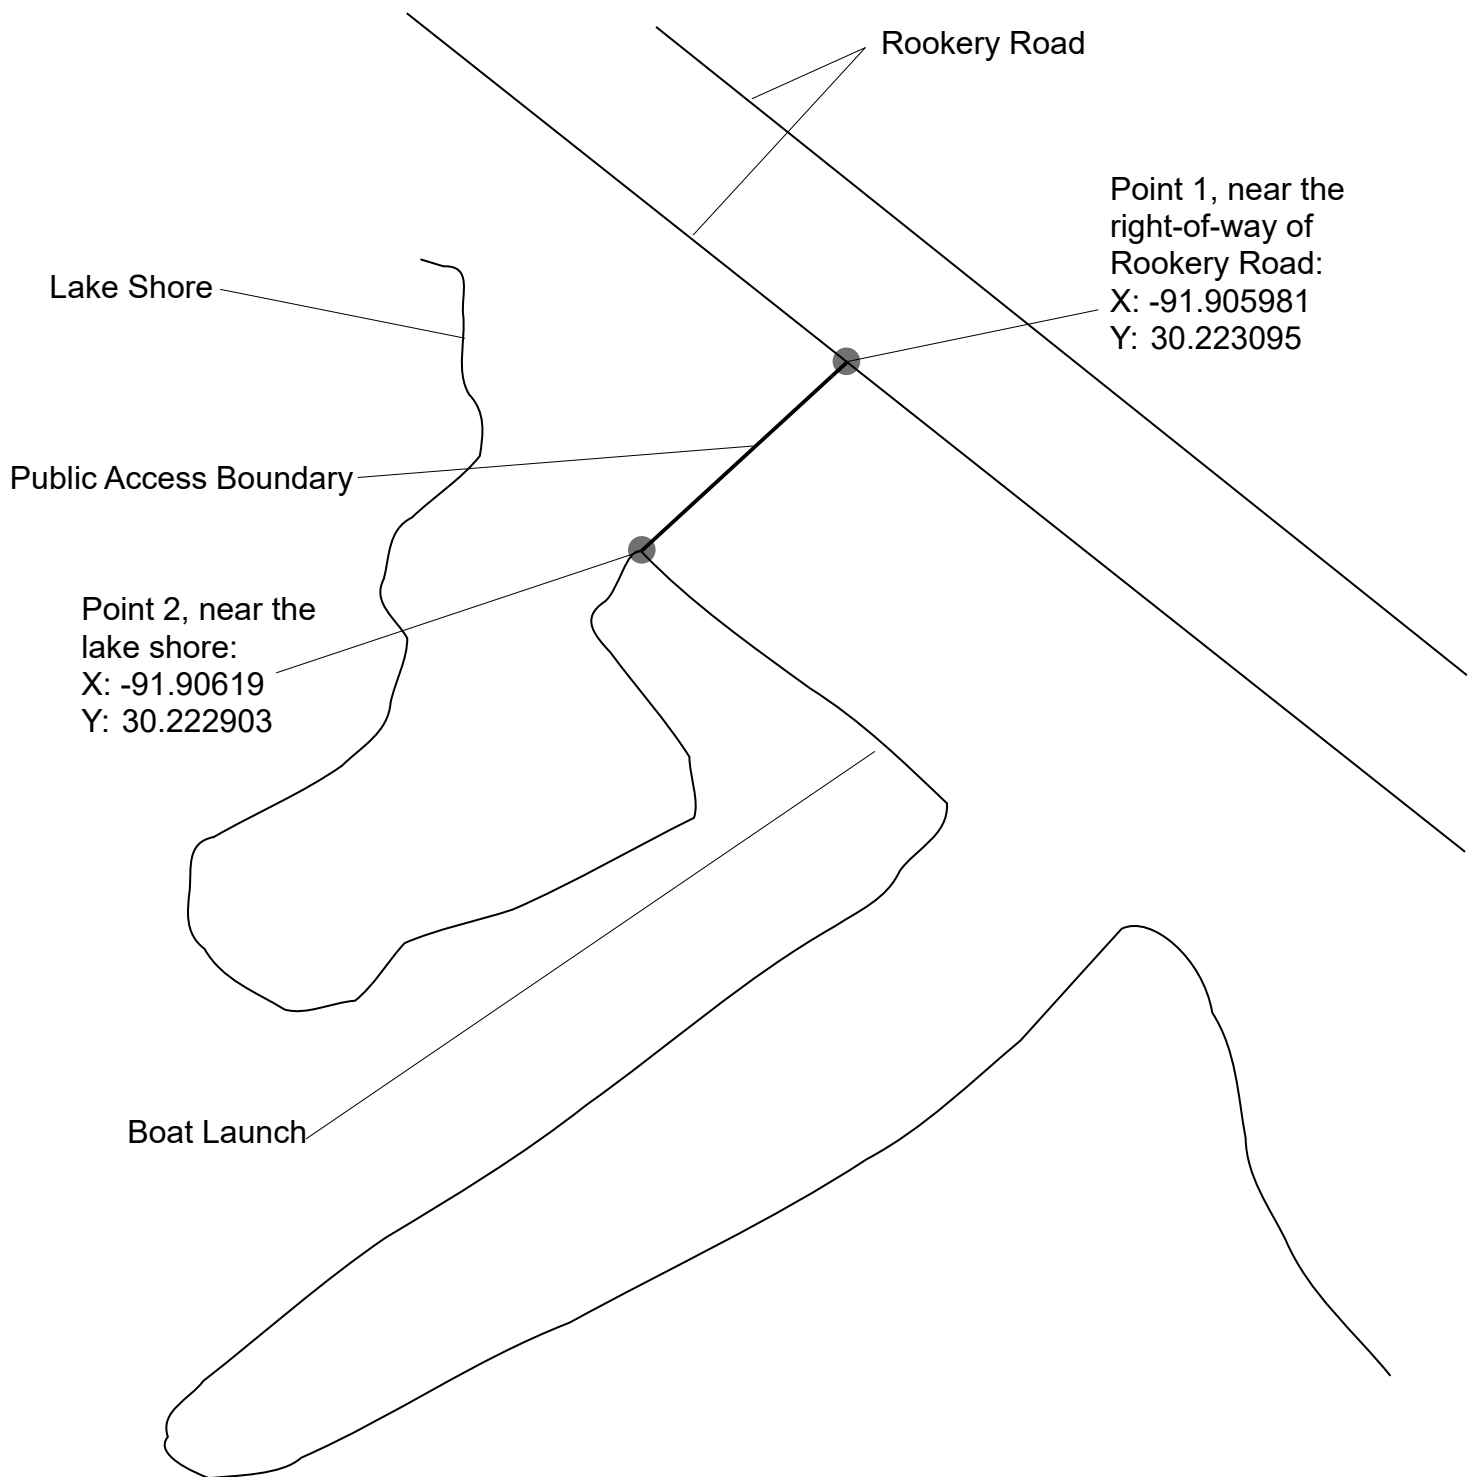 Rookery Road
Point 1, near the
right-of-way of
Rookery Road:
X: -91.905981
Y: 30.223095
Lake Shore
Public Access Boundary
Point 2, near the
lake shore:
X: -91.90619
Y: 30.222903
Boat Launch